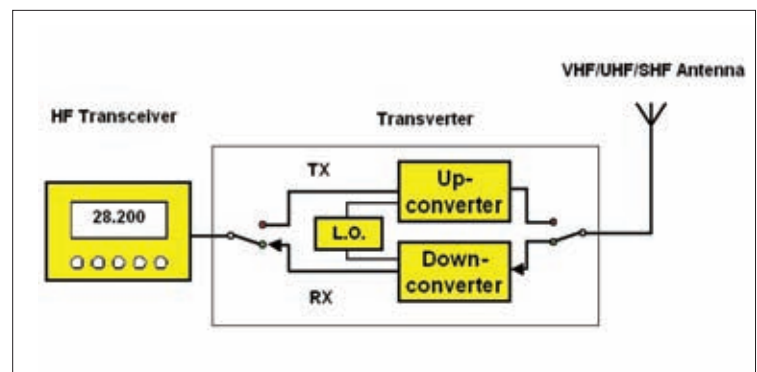 VHF/UHF/SHF Antenna
HF Transceiver
Transverter
TX
Up-
converter
28.200
L.O.
Down-
converter
RX